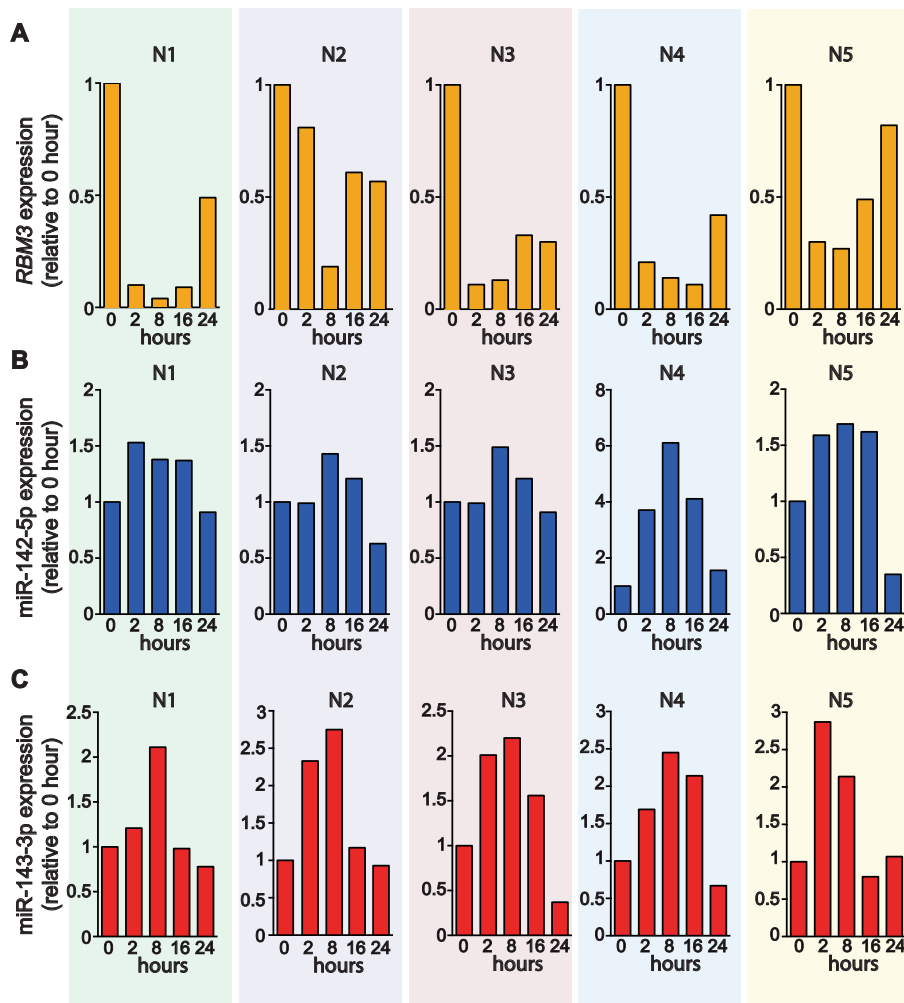 A
N1 N2 N3 N4 N5
RBM3 expression
(relative to 0 hour)
1 1 1 1 1
0.5 0.5 0.5 0.5 0.5
0 0 0 0 0
0 2 8 16 24 0 2 8 16 24 0 2 8 16 24 0 2 8 16 24 0 2 8 16 24
hours hours hours hours hours
B
N1 N2 N3 N4 N5
miR-142-5p expression
(relative to 0 hour)
2 2 2 8 2
1.5 1.5 1.5 6 1.5
1 1 1 4 1
0.5 0.5 0.5 2 0.5
0 0 0 0 0
0 2 8 16 24 0 2 8 16 24 0 2 8 16 24 0 2 8 16 24 0 2 8 16 24
hours hours hours hours hours
C
N1 N2 N3 N4 N5
miR-143-3p expression
(relative to 0 hour)
2.5 3 2.5 3 3
2 2.5 2 2.5 2.5
1.5 2 1.5 2 2
1 1.5 1 1.5 1.5
0.5 1 0.5 1 1
0 0.5 0 0.5 0.5
0 0 0
0 2 8 16 24 0 2 8 16 24 0 2 8 16 24 0 2 8 16 24 0 2 8 16 24
hours hours hours hours hours